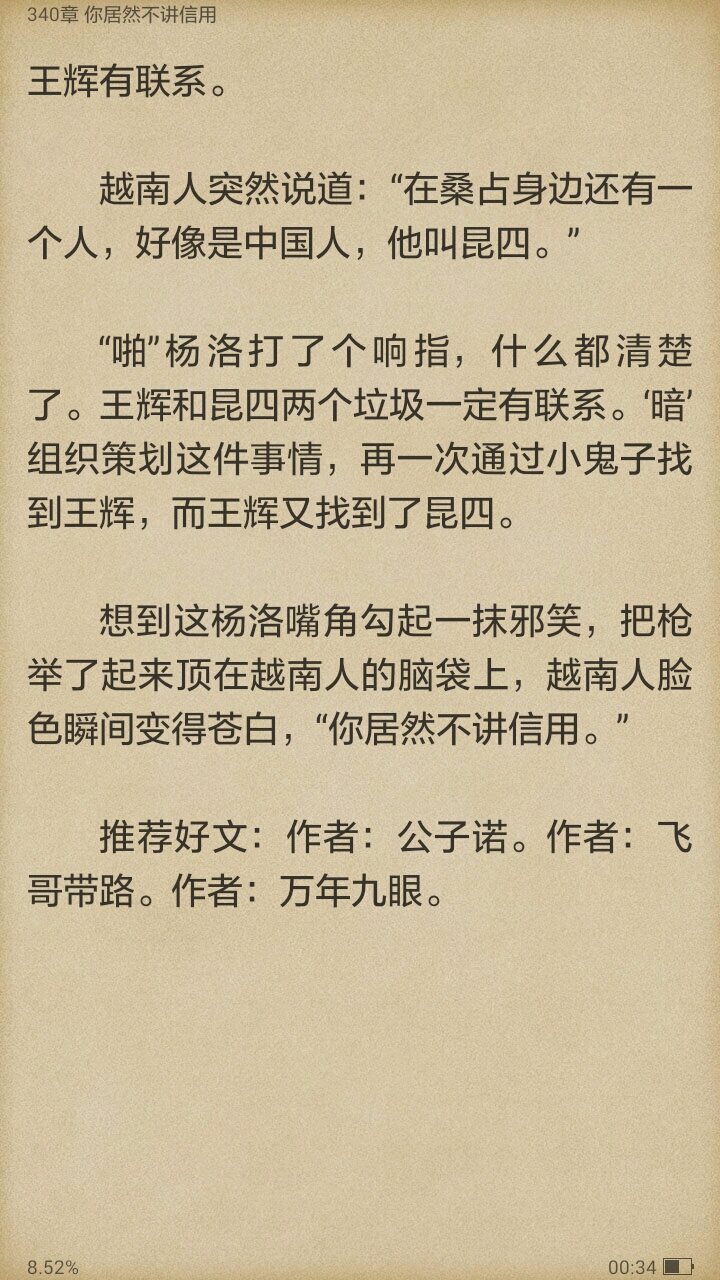 340章 你居然不讲信用
王辉有联系。
越南人突然说道：“在桑占身边还有一
个人，好像是中国人，他叫昆四。”
“啪”杨洛打了个响指，什么都清楚
了。王辉和昆四两个垃圾一定有联系。‘暗’
组织策划这件事情，再一次通过小鬼子找
到王辉，而王辉又找到了昆四。
想到这杨洛嘴角勾起一抹邪笑，把枪
举了起来顶在越南人的脑袋上，越南人脸
色瞬间变得苍白，“你居然不讲信用。”
推荐好文：作者：公子诺。作者：飞
哥带路。作者：万年九眼。
8.52%
00:34